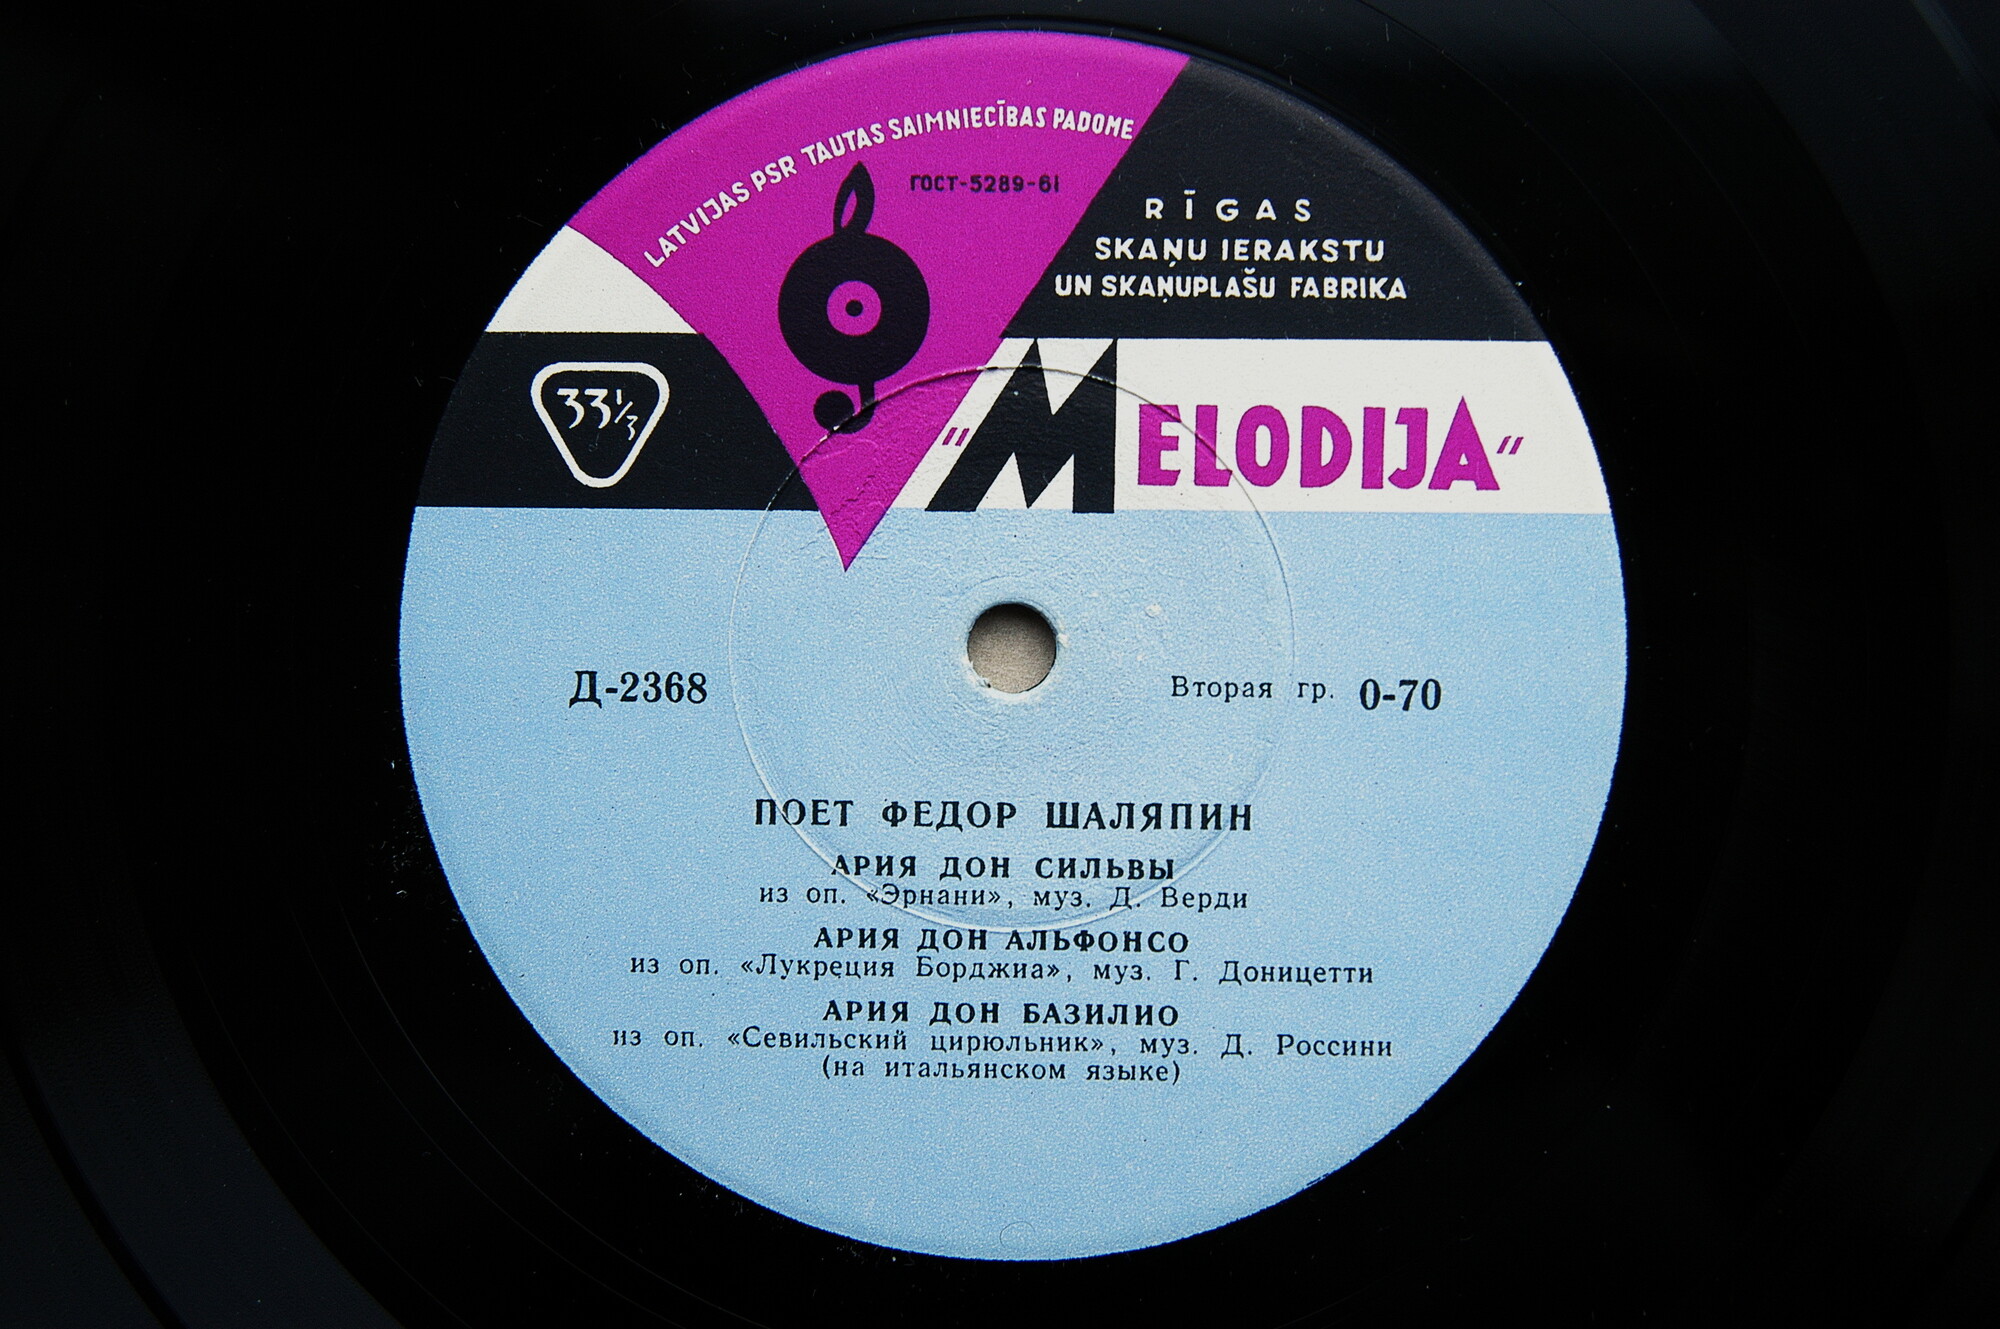 LATVIJAS PSR TAUTAS SAIMNIECĪBAS PADOME
ГОСТ-5289-61
RĪGAS
SKAŅU IERAKSTU
UN SKAŅUPLAŠU FABRIKA
33⅓
"MELODIJA"
Д-2368
Вторая гр. 0-70
ПОЕТ ФЕДОР ШАЛЯПИН
АРИЯ ДОН СИЛЬВЫ
из оп. «Эрнани», муз. Д. Верди
АРИЯ ДОН АЛЬФОНСО
из оп. «Лукреция Борджиа», муз. Г. Доницетти
АРИЯ ДОН БАЗИЛИО
из оп. «Севильский цирюльник», муз. Д. Россини
(на итальянском языке)